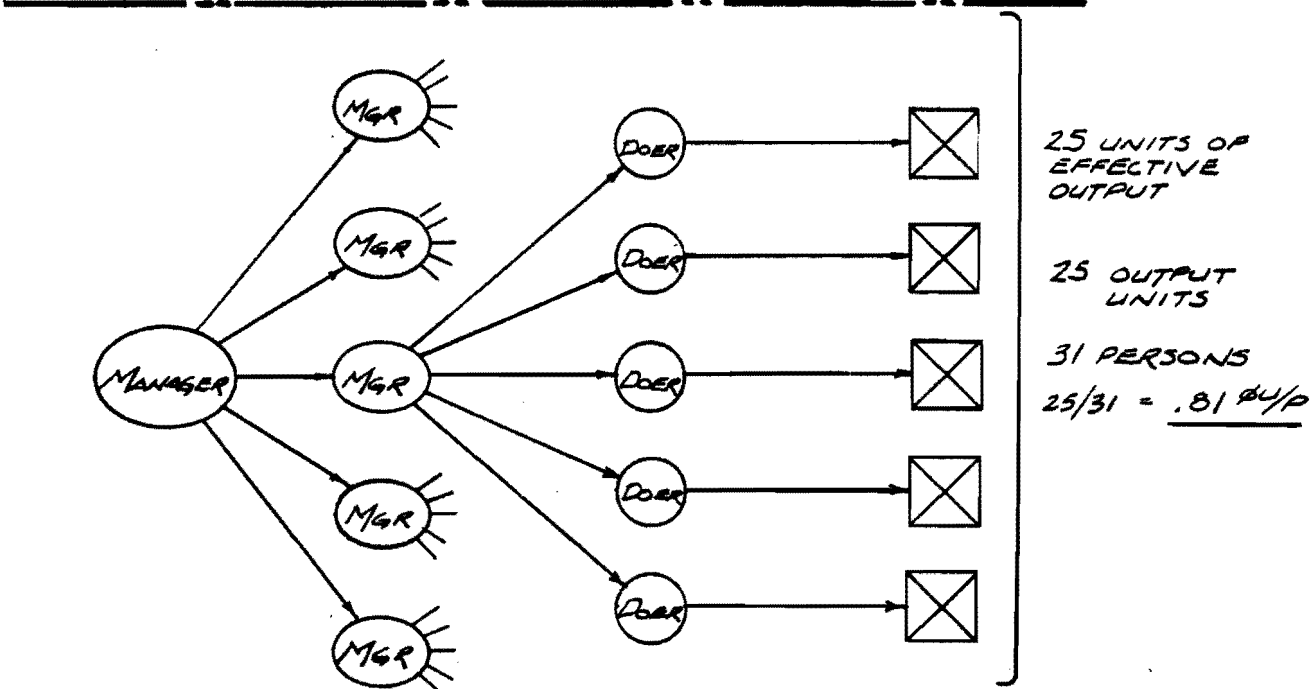 MGR
MGR
MANAGER
MGR
MGR
MGR
DOER
DOER
DOER
DOER
DOER
25 UNITS OF
EFFECTIVE
OUTPUT
25 OUTPUT
UNITS
31 PERSONS
25/31 = .81 ØU/P